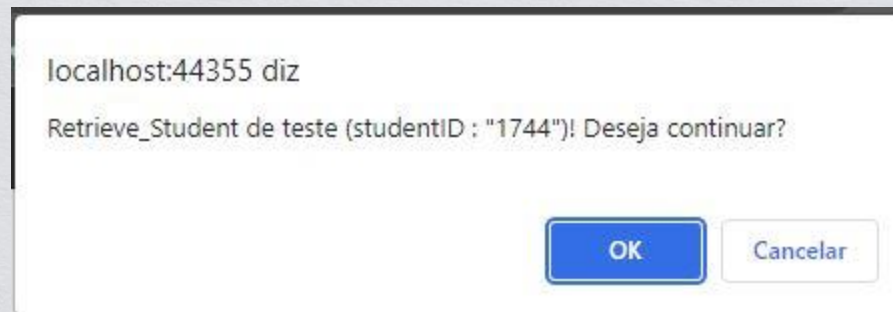 localhost:44355 diz
Retrieve_Student de teste (studentID : "1744")! Deseja continuar?
OK Cancelar